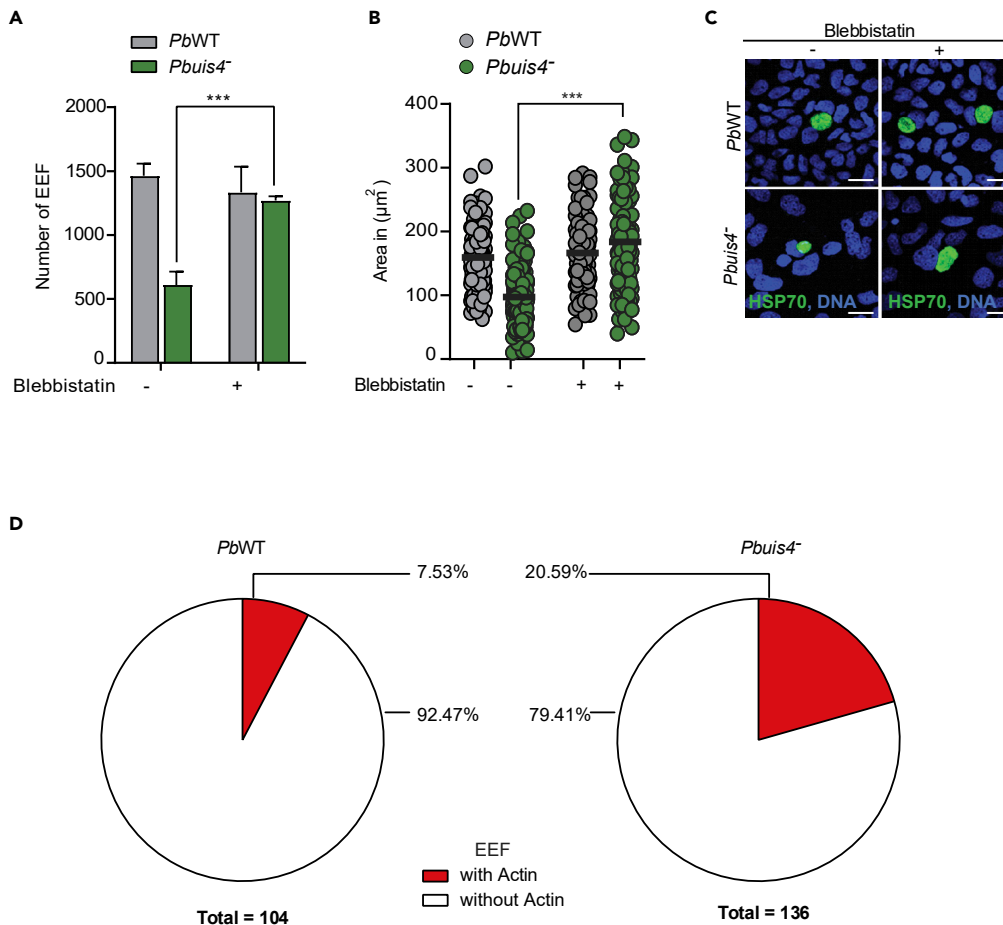 A
PbWT
Pbuis4-
***
2000
1500
1000
500
0
Number of EEF
Blebbistatin - +
B
PbWT
Pbuis4-
***
400
300
200
100
0
Area in (µm²)
Blebbistatin - - + +
C
Blebbistatin
- +
PbWT
Pbuis4-
HSP70, DNA HSP70, DNA
D
PbWT
7.53%
92.47%
Total = 104
Pbuis4-
20.59%
79.41%
Total = 136
EEF
with Actin
without Actin